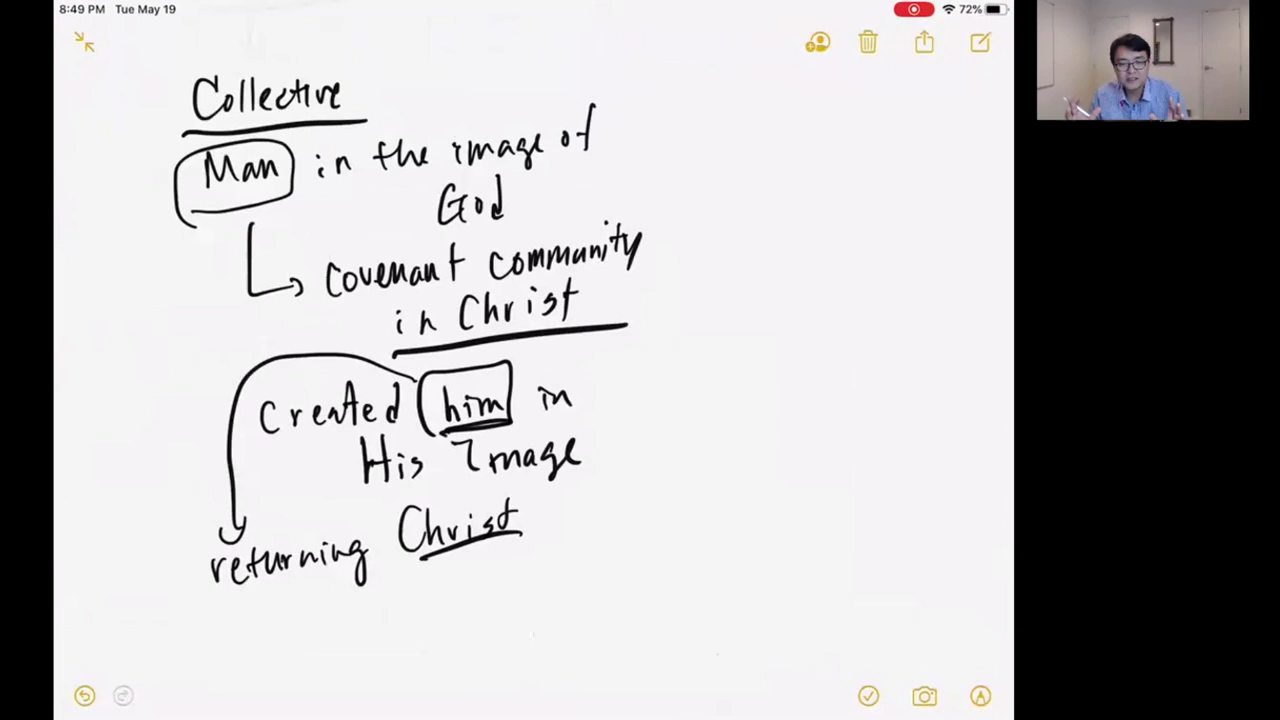 8:49 PM Tue May 19
72%
Collective
Man in the image of
God
covenant community
in Christ
Created him in
His Image
Christ
returning